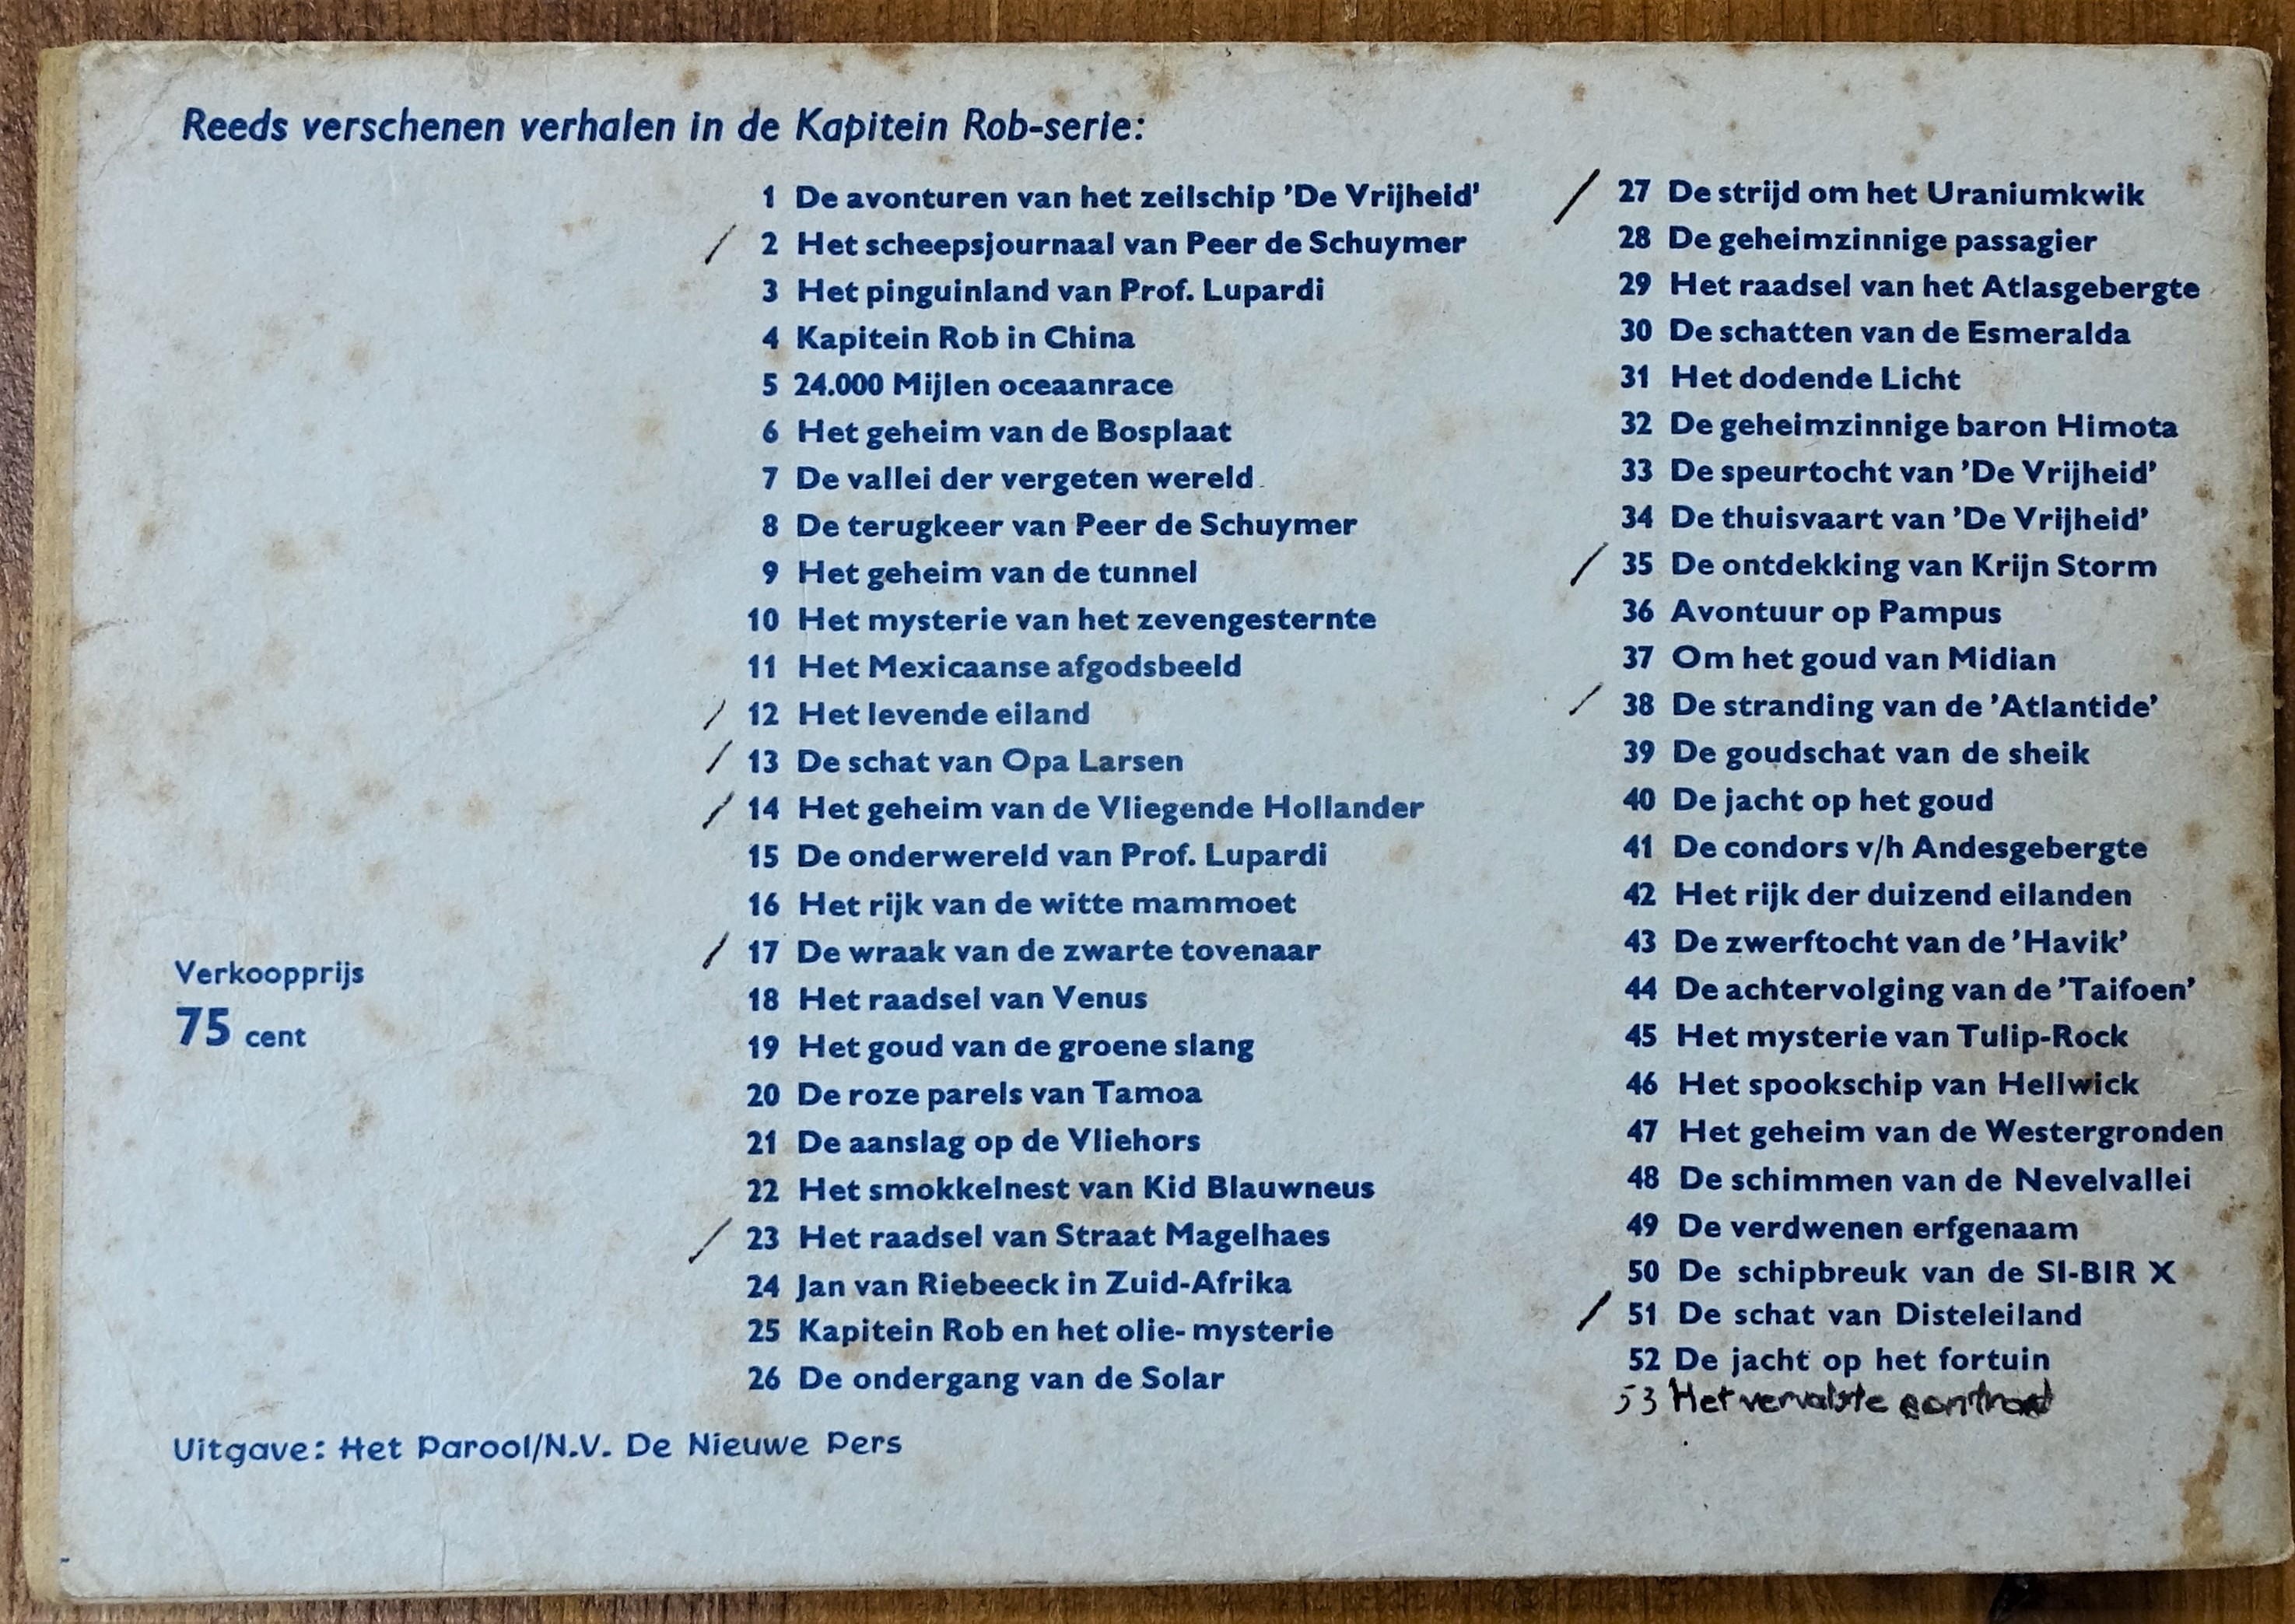 Reeds verschenen verhalen in de Kapitein Rob-serie:
1 De avonturen van het zeilschip 'De Vrijheid'
2 Het scheepsjournaal van Peer de Schuymer
3 Het pinguinland van Prof. Lupardi
4 Kapitein Rob in China
5 24.000 Mijlen oceaanrace
6 Het geheim van de Bosplaat
7 De vallei der vergeten wereld
8 De terugkeer van Peer de Schuymer
9 Het geheim van de tunnel
10 Het mysterie van het zevengesternte
11 Het Mexicaanse afgodsbeeld
12 Het levende eiland
13 De schat van Opa Larsen
14 Het geheim van de Vliegende Hollander
15 De onderwereld van Prof. Lupardi
16 Het rijk van de witte mammoet
17 De wraak van de zwarte tovenaar
18 Het raadsel van Venus
19 Het goud van de groene slang
20 De roze parels van Tamoa
21 De aanslag op de Vliehors
22 Het smokkelnest van Kid Blauwneus
23 Het raadsel van Straat Magelhaes
24 Jan van Riebeeck in Zuid-Afrika
25 Kapitein Rob en het olie-mysterie
26 De ondergang van de Solar
27 De strijd om het Uraniumkwik
28 De geheimzinnige passagier
29 Het raadsel van het Atlasgebergte
30 De schatten van de Esmeralda
31 Het dodende Licht
32 De geheimzinnige baron Himota
33 De speurtocht van 'De Vrijheid'
34 De thuisvaart van 'De Vrijheid'
35 De ontdekking van Krijn Storm
36 Avontuur op Pampus
37 Om het goud van Midian
38 De stranding van de 'Atlantide'
39 De goudschat van de sheik
40 De jacht op het goud
41 De condors v/h Andesgebergte
42 Het rijk der duizend eilanden
43 De zwerftocht van de 'Havik'
44 De achtervolging van de 'Taifoen'
45 Het mysterie van Tulip-Rock
46 Het spookschip van Hellwick
47 Het geheim van de Westergronden
48 De schimmen van de Nevelvallei
49 De verdwenen erfgenaam
50 De schipbreuk van de SI-BIR X
51 De schat van Disteleiland
52 De jacht op het fortuin
53 Het
Verkoopprijs
75 cent
Uitgave: Het Parool/N.V. De Nieuwe Pers